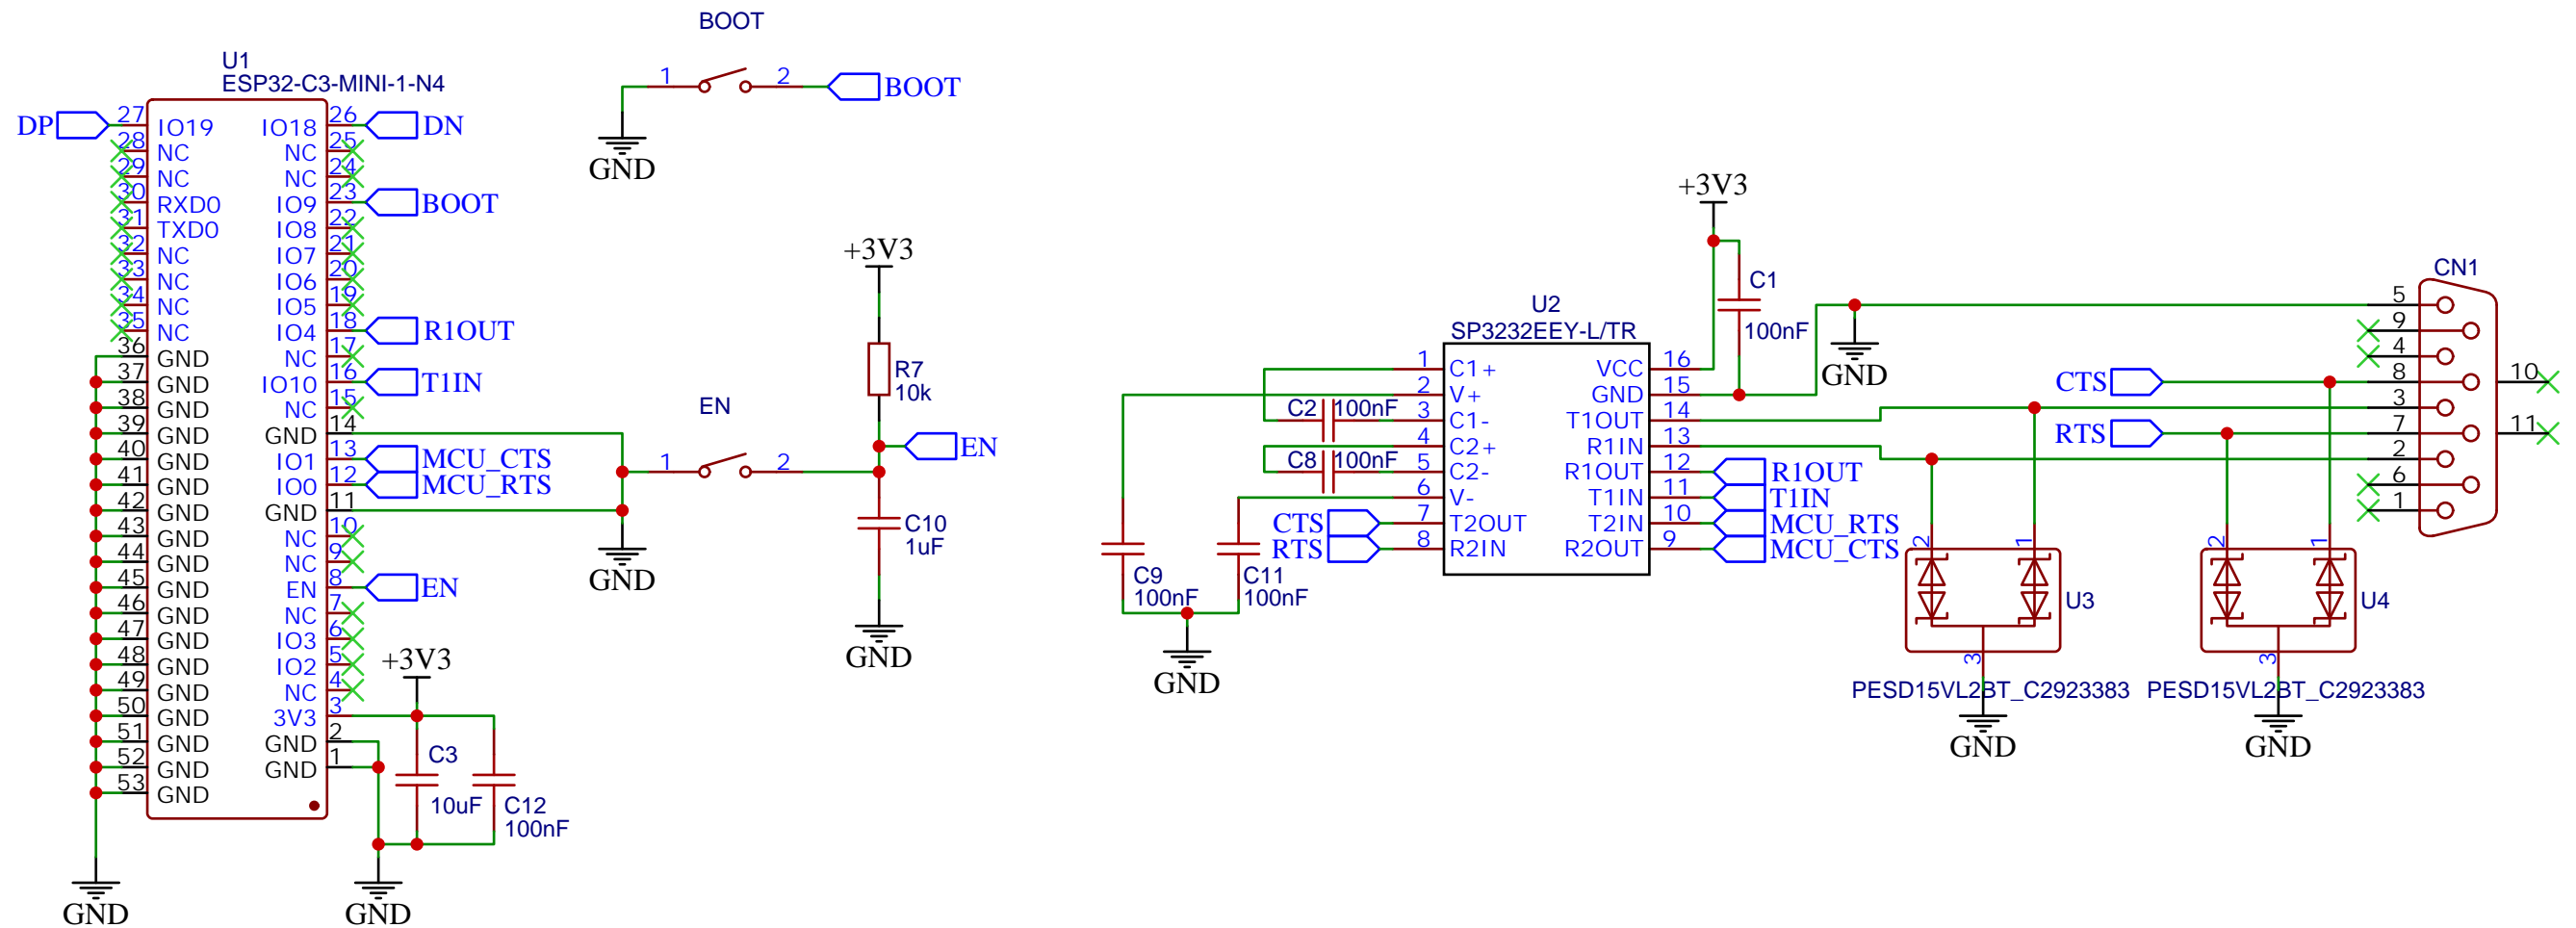 BOOT
1 2 BOOT
GND
U1
ESP32-C3-MINI-1-N4
DP 27 IO19 IO18 26 DN
28 NC NC 25
29 NC NC 24
30 RXD0 IO9 23 BOOT
31 TXD0 IO8 22
32 NC IO7 21
33 NC IO6 20
34 NC IO5 19
35 NC IO4 18 R1OUT
36 GND NC 17
37 GND IO10 16 T1IN
38 GND NC 15
39 GND GND 14
40 GND IO1 13 MCU_CTS
41 GND IO0 12 MCU_RTS
42 GND GND 11
43 GND NC 10
44 GND NC 9
45 GND EN 8 EN
46 GND NC 7
47 GND IO3 6
48 GND IO2 5
49 GND NC 4
50 GND 3V3 3
51 GND GND 2
52 GND GND 1
53 GND
GND
+3V3
C3
10uF
C12
100nF
GND
+3V3
R7
10k
EN
1 2
EN
GND
C10
1uF
GND
+3V3
C1
100nF
U2
SP3232EEY-L/TR
1 C1+ VCC 16
2 V+ GND 15
3 C1- T1OUT 14
4 C2+ R1IN 13
5 C2- R1OUT 12 R1OUT
6 V- T1IN 11 T1IN
CTS 7 T2OUT T2IN 10 MCU_RTS
RTS 8 R2IN R2OUT 9 MCU_CTS
C2 100nF
C8 100nF
C9
100nF
C11
100nF
GND
GND
CN1
5
9
4
CTS 8 10
3
RTS 7 11
2
6
1
2 1
U3
3
PESD15VL2BT_C2923383
GND
2 1
U4
3
PESD15VL2BT_C2923383
GND